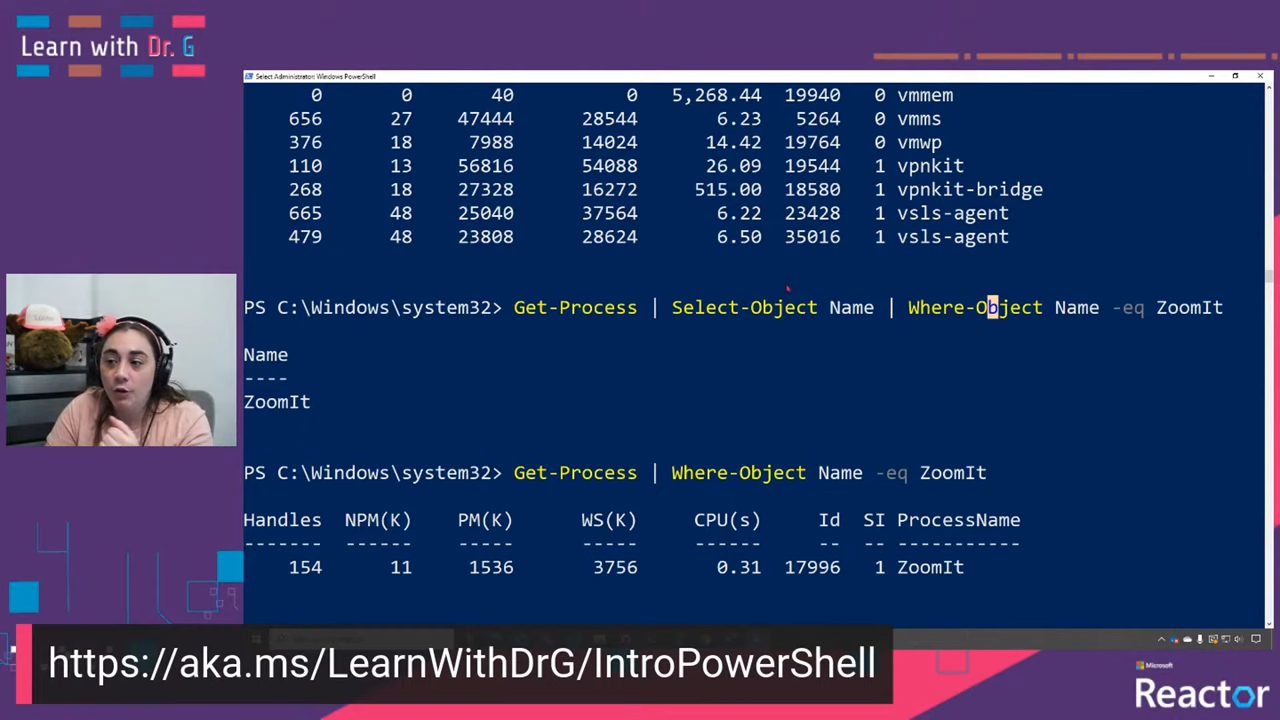 Learn with Dr. G
Select Administrator: Windows PowerShell
0 0 40 0 5,268.44 19940 0 vmmem
656 27 47444 28544 6.23 5264 0 vmms
376 18 7988 14024 14.42 19764 0 vmwp
110 13 56816 54088 26.09 19544 1 vpnkit
268 18 27328 16272 515.00 18580 1 vpnkit-bridge
665 48 25040 37564 6.22 23428 1 vsls-agent
479 48 23808 28624 6.50 35016 1 vsls-agent
PS C:\Windows\system32> Get-Process | Select-Object Name | Where-Object Name -eq ZoomIt
Name
----
ZoomIt
PS C:\Windows\system32> Get-Process | Where-Object Name -eq ZoomIt
Handles NPM(K) PM(K) WS(K) CPU(s) Id SI ProcessName
------- ------ ----- ----- ------ -- -- -----------
154 11 1536 3756 0.31 17996 1 ZoomIt
https://aka.ms/LearnWithDrG/IntroPowerShell
Microsoft
Reactor